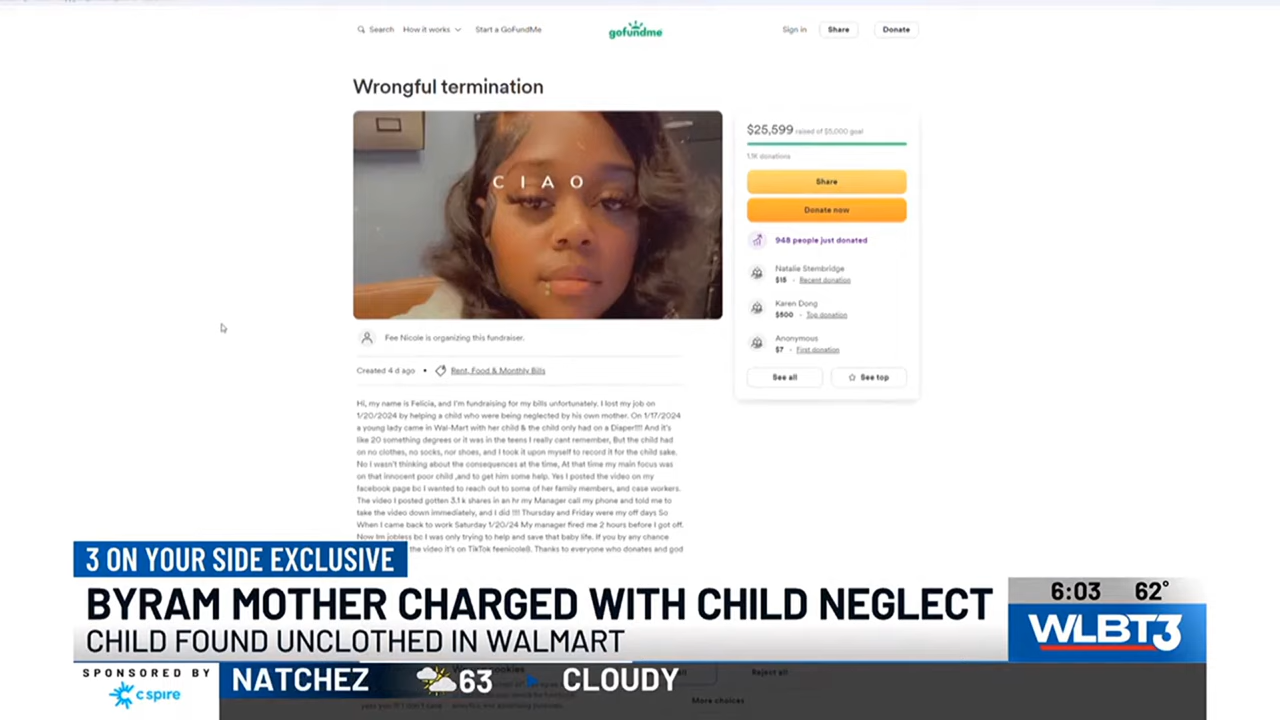 Search How it works Start a GoFundMe gofundme Sign in Share Donate
Wrongful termination
CIAO
$25,599 raised of $5,000 goal
1.1K donations
Share
Donate now
948 people just donated
Natalie Stembridge
$15 · Recent donation
Karen Dong
$500 · Top donation
Anonymous
$7 · First donation
See all See top
Fee Nicole is organizing this fundraiser.
Created 4 d ago • Rent, Food & Monthly Bills
Hi, my name is Felicia, and I'm fundraising for my bills unfortunately. I lost my job on
1/20/2024 by helping a child who were being neglected by his own mother. On 1/17/2024
a young lady came in Wal-Mart with her child & the child only had on a Diaper!!!! And it's
like 20 something degrees or it was in the teens I really cant remember, But the child had
on no clothes, no socks, nor shoes, and I took it upon myself to record it for the child sake.
No I wasn't thinking about the consequences at the time, At that time my main focus was
on that innocent poor child ,and to get him some help. Yes I posted the video on my
facebook page bc I wanted to reach out to some of her family members, and case workers.
The video I posted gotten 3.1 k shares in an hr my Manager call my phone and told me to
take the video down immediately, and I did !!!! Thursday and Friday were my off days So
When I came back to work Saturday 1/20/24 My manager fired me 2 hours before I got off.
Now Im jobless bc I was only trying to help and save that baby life. If you by any chance
the video it's on TikTok feenicole8. Thanks to everyone who donates and god
3 ON YOUR SIDE EXCLUSIVE
BYRAM MOTHER CHARGED WITH CHILD NEGLECT
CHILD FOUND UNCLOTHED IN WALMART
6:03 62°
WLBT3
SPONSORED BY
c spire
NATCHEZ 63 CLOUDY
Reject all
More choices